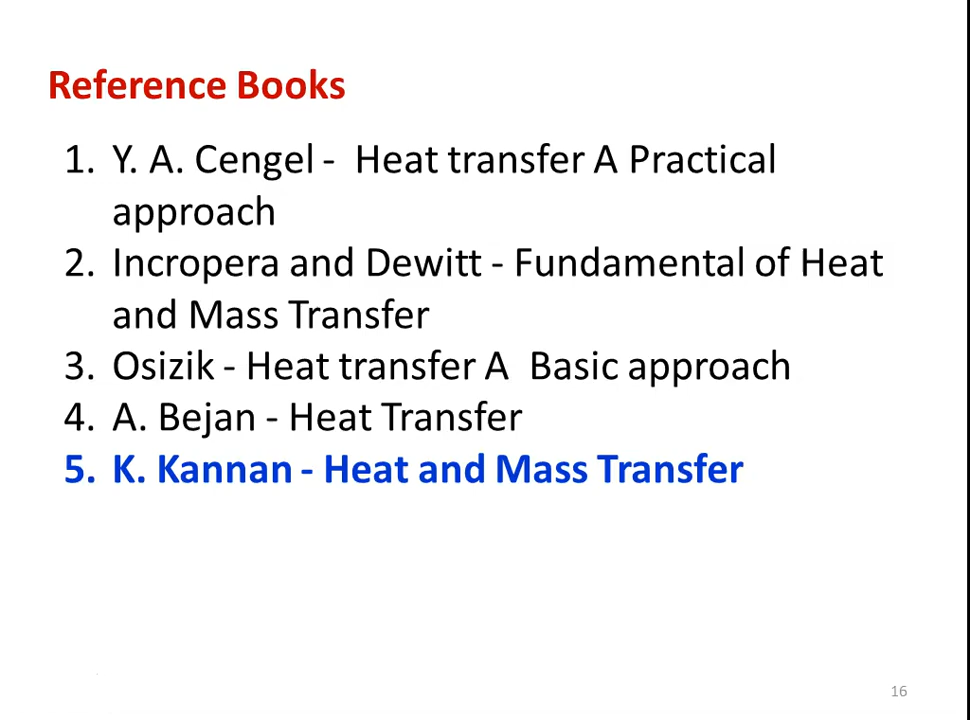 Reference Books
1. Y. A. Cengel - Heat transfer A Practical
approach
2. Incropera and Dewitt - Fundamental of Heat
and Mass Transfer
3. Osizik - Heat transfer A Basic approach
4. A. Bejan - Heat Transfer
5. K. Kannan - Heat and Mass Transfer
16